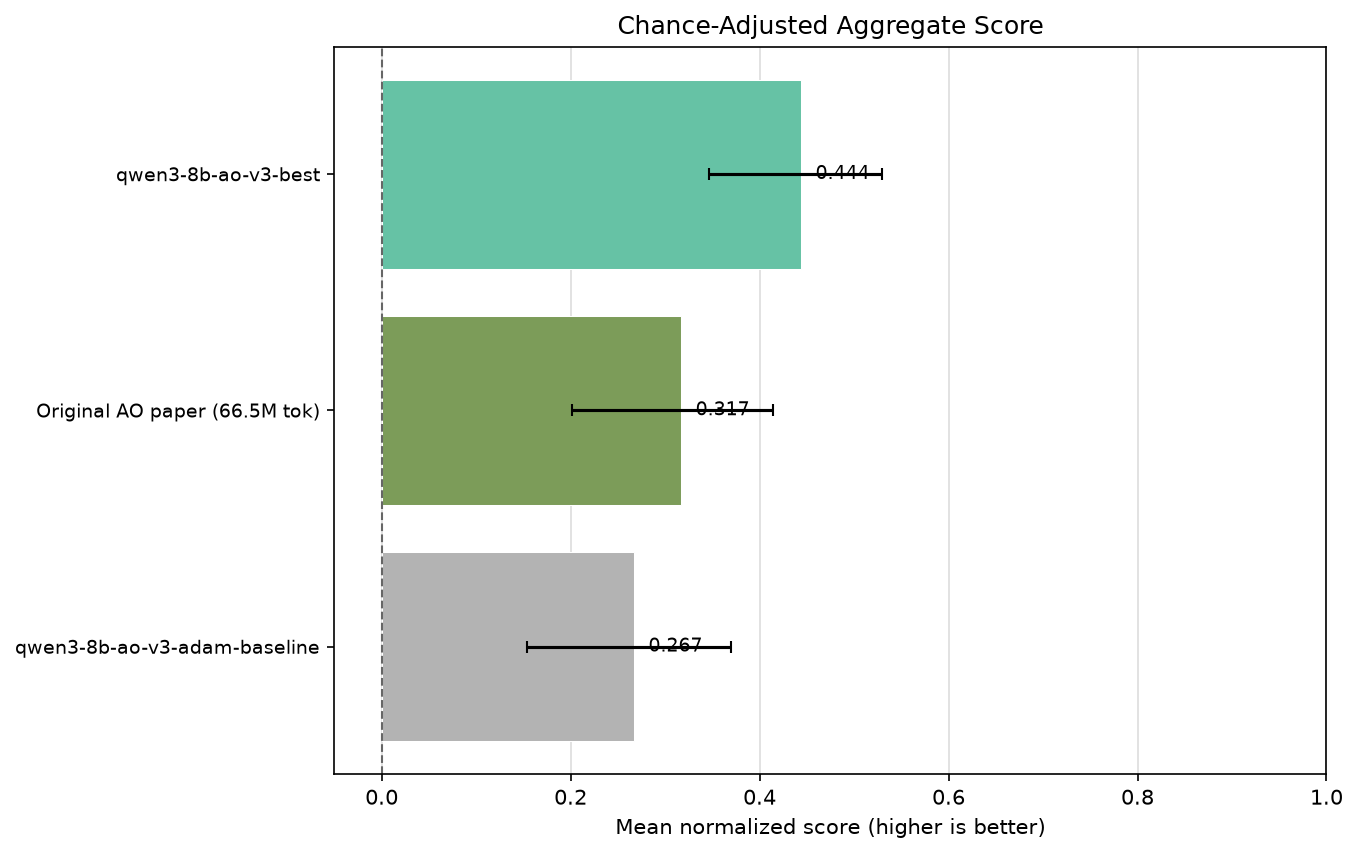 Chance-Adjusted Aggregate Score
qwen3-8b-ao-v3-best
0.444
Original AO paper (66.5M tok)
0.317
qwen3-8b-ao-v3-adam-baseline
0.267
0.0 0.2 0.4 0.6 0.8 1.0
Mean normalized score (higher is better)